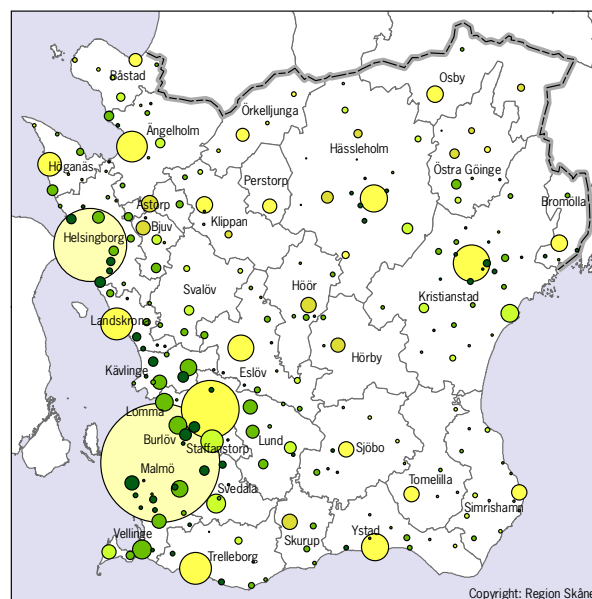 Båstad
Osby
Örkelljunga
Ängelholm
Hässleholm
Höganäs
Östra Göinge
Perstorp
Bromölla
Åstorp
Klippan
Bjuv
Helsingborg
Svalöv
Höör
Kristianstad
Landskrona
Hörby
Kävlinge
Eslöv
Lomma
Burlöv
Lund
Staffanstorp
Sjöbo
Malmö
Tomelilla
Svedala
Simrishamn
Vellinge
Skurup
Ystad
Trelleborg
Copyright: Region Skåne